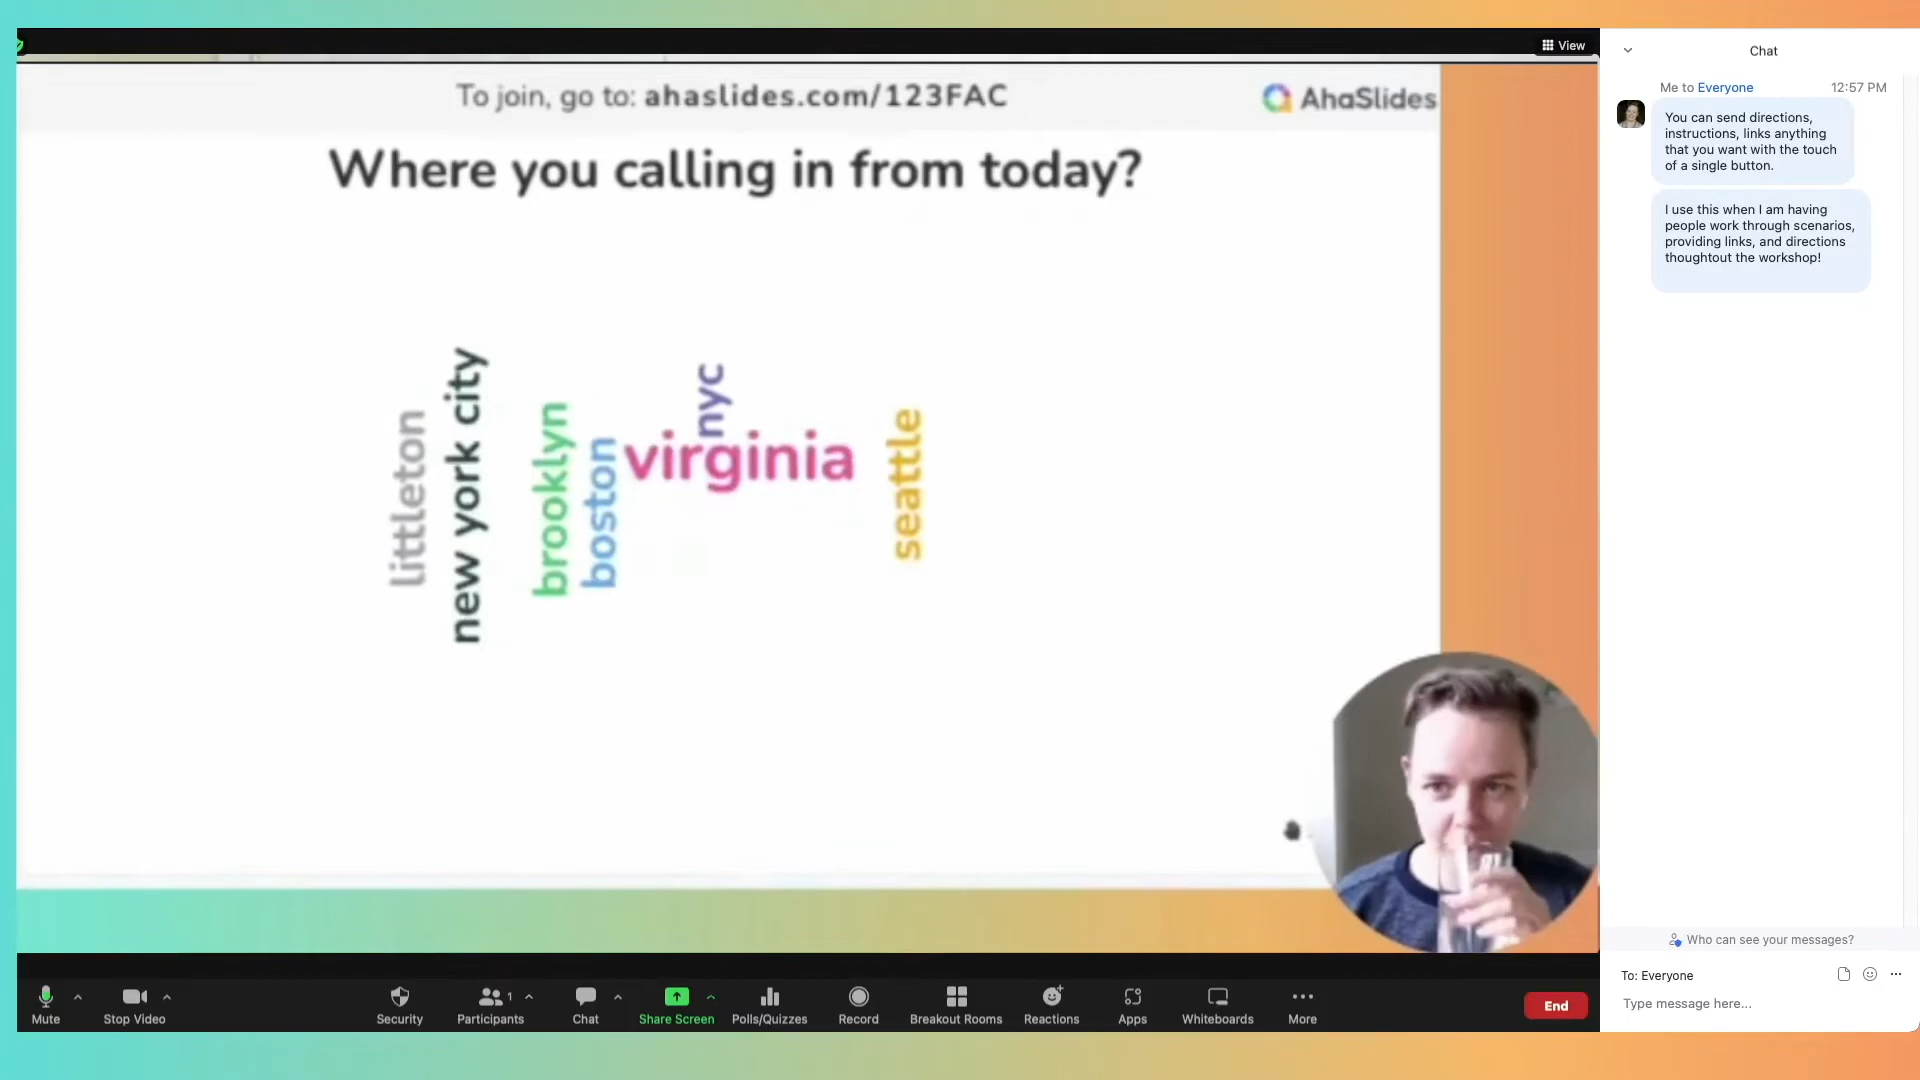 View
Chat
To join, go to: ahaslides.com/123FAC
AhaSlides
Where you calling in from today?
littleton
new york city
brooklyn
boston
nyc
virginia
seattle
Me to Everyone 12:57 PM
You can send directions,
instructions, links anything
that you want with the touch
of a single button.
I use this when I am having
people work through scenarios,
providing links, and directions
thoughtout the workshop!
Who can see your messages?
To: Everyone
Type message here...
1
Mute
Stop Video
Security
Participants
Chat
Share Screen
Polls/Quizzes
Record
Breakout Rooms
Reactions
Apps
Whiteboards
More
End